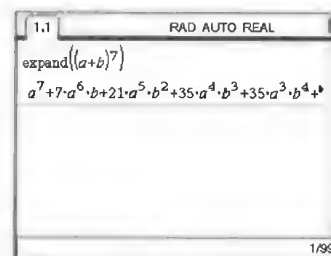 1.1 RAD AUTO REAL
expand((a+b)^7)
a^7+7·a^6·b+21·a^5·b^2+35·a^4·b^3+35·a^3·b^4+▶
1/99